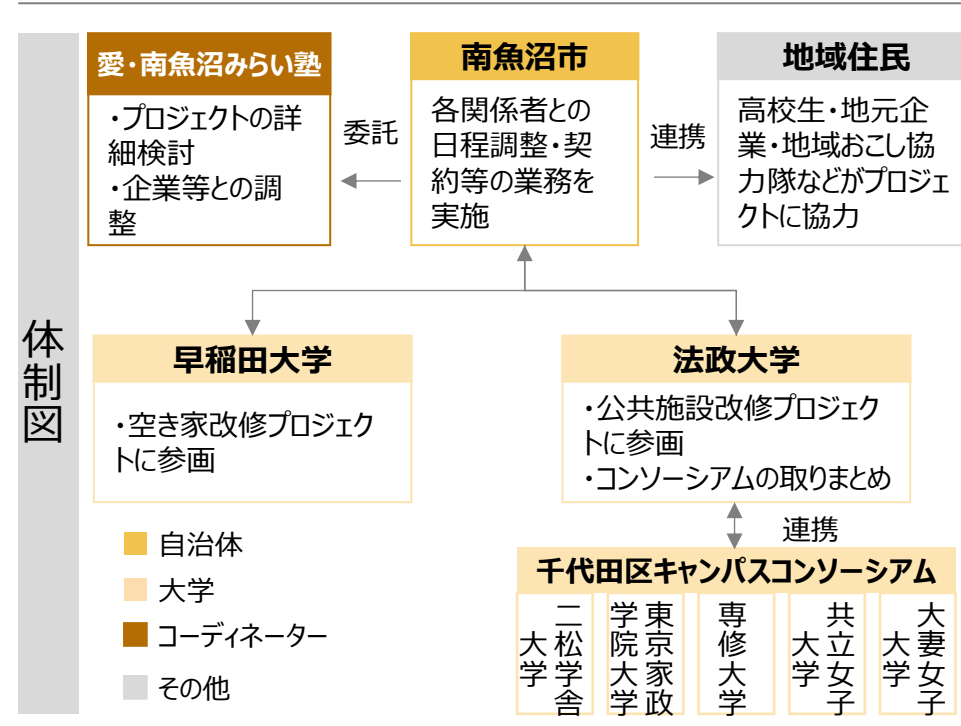 体制図
愛・南魚沼みらい塾
・プロジェクトの詳
細検討
・企業等との調
整
委託
南魚沼市
各関係者との
日程調整・契
約等の業務を
実施
連携
地域住民
高校生・地元企
業・地域おこし協
力隊などがプロジェ
クトに協力
早稲田大学
・空き家改修プロジェク
トに参画
法政大学
・公共施設改修プロジェク
トに参画
・コンソーシアムの取りまとめ
連携
千代田区キャンパスコンソーシアム
二松学舎
大学
東京家政
学院大学
専修大学
共立女子
大学
大妻女子
大学
自治体
大学
コーディネーター
その他